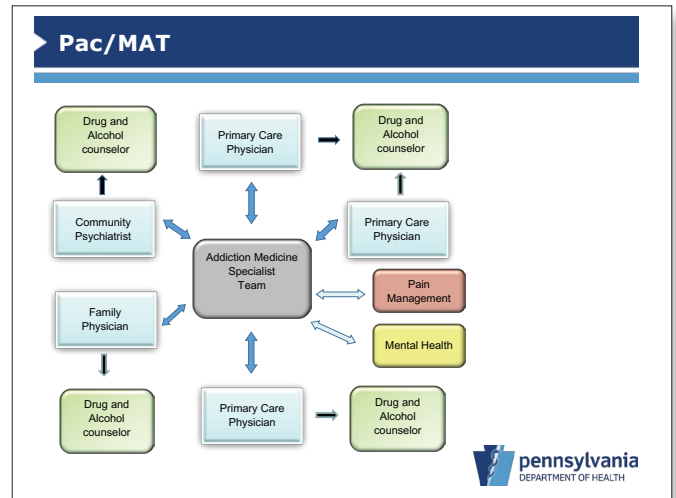 Pac/MAT
Drug and
Alcohol
counselor
Primary Care
Physician
Drug and
Alcohol
counselor
Community
Psychiatrist
Primary Care
Physician
Addiction Medicine
Specialist
Team
Pain
Management
Family
Physician
Mental Health
Drug and
Alcohol
counselor
Primary Care
Physician
Drug and
Alcohol
counselor
pennsylvania
DEPARTMENT OF HEALTH